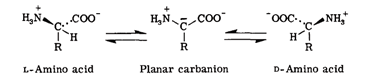 H₃N⁺ COO⁻ H₃N⁺ COO⁻ ⁻OOC NH₃⁺
C C⁻ C
R H R H R
L-Amino acid Planar carbanion D-Amino acid